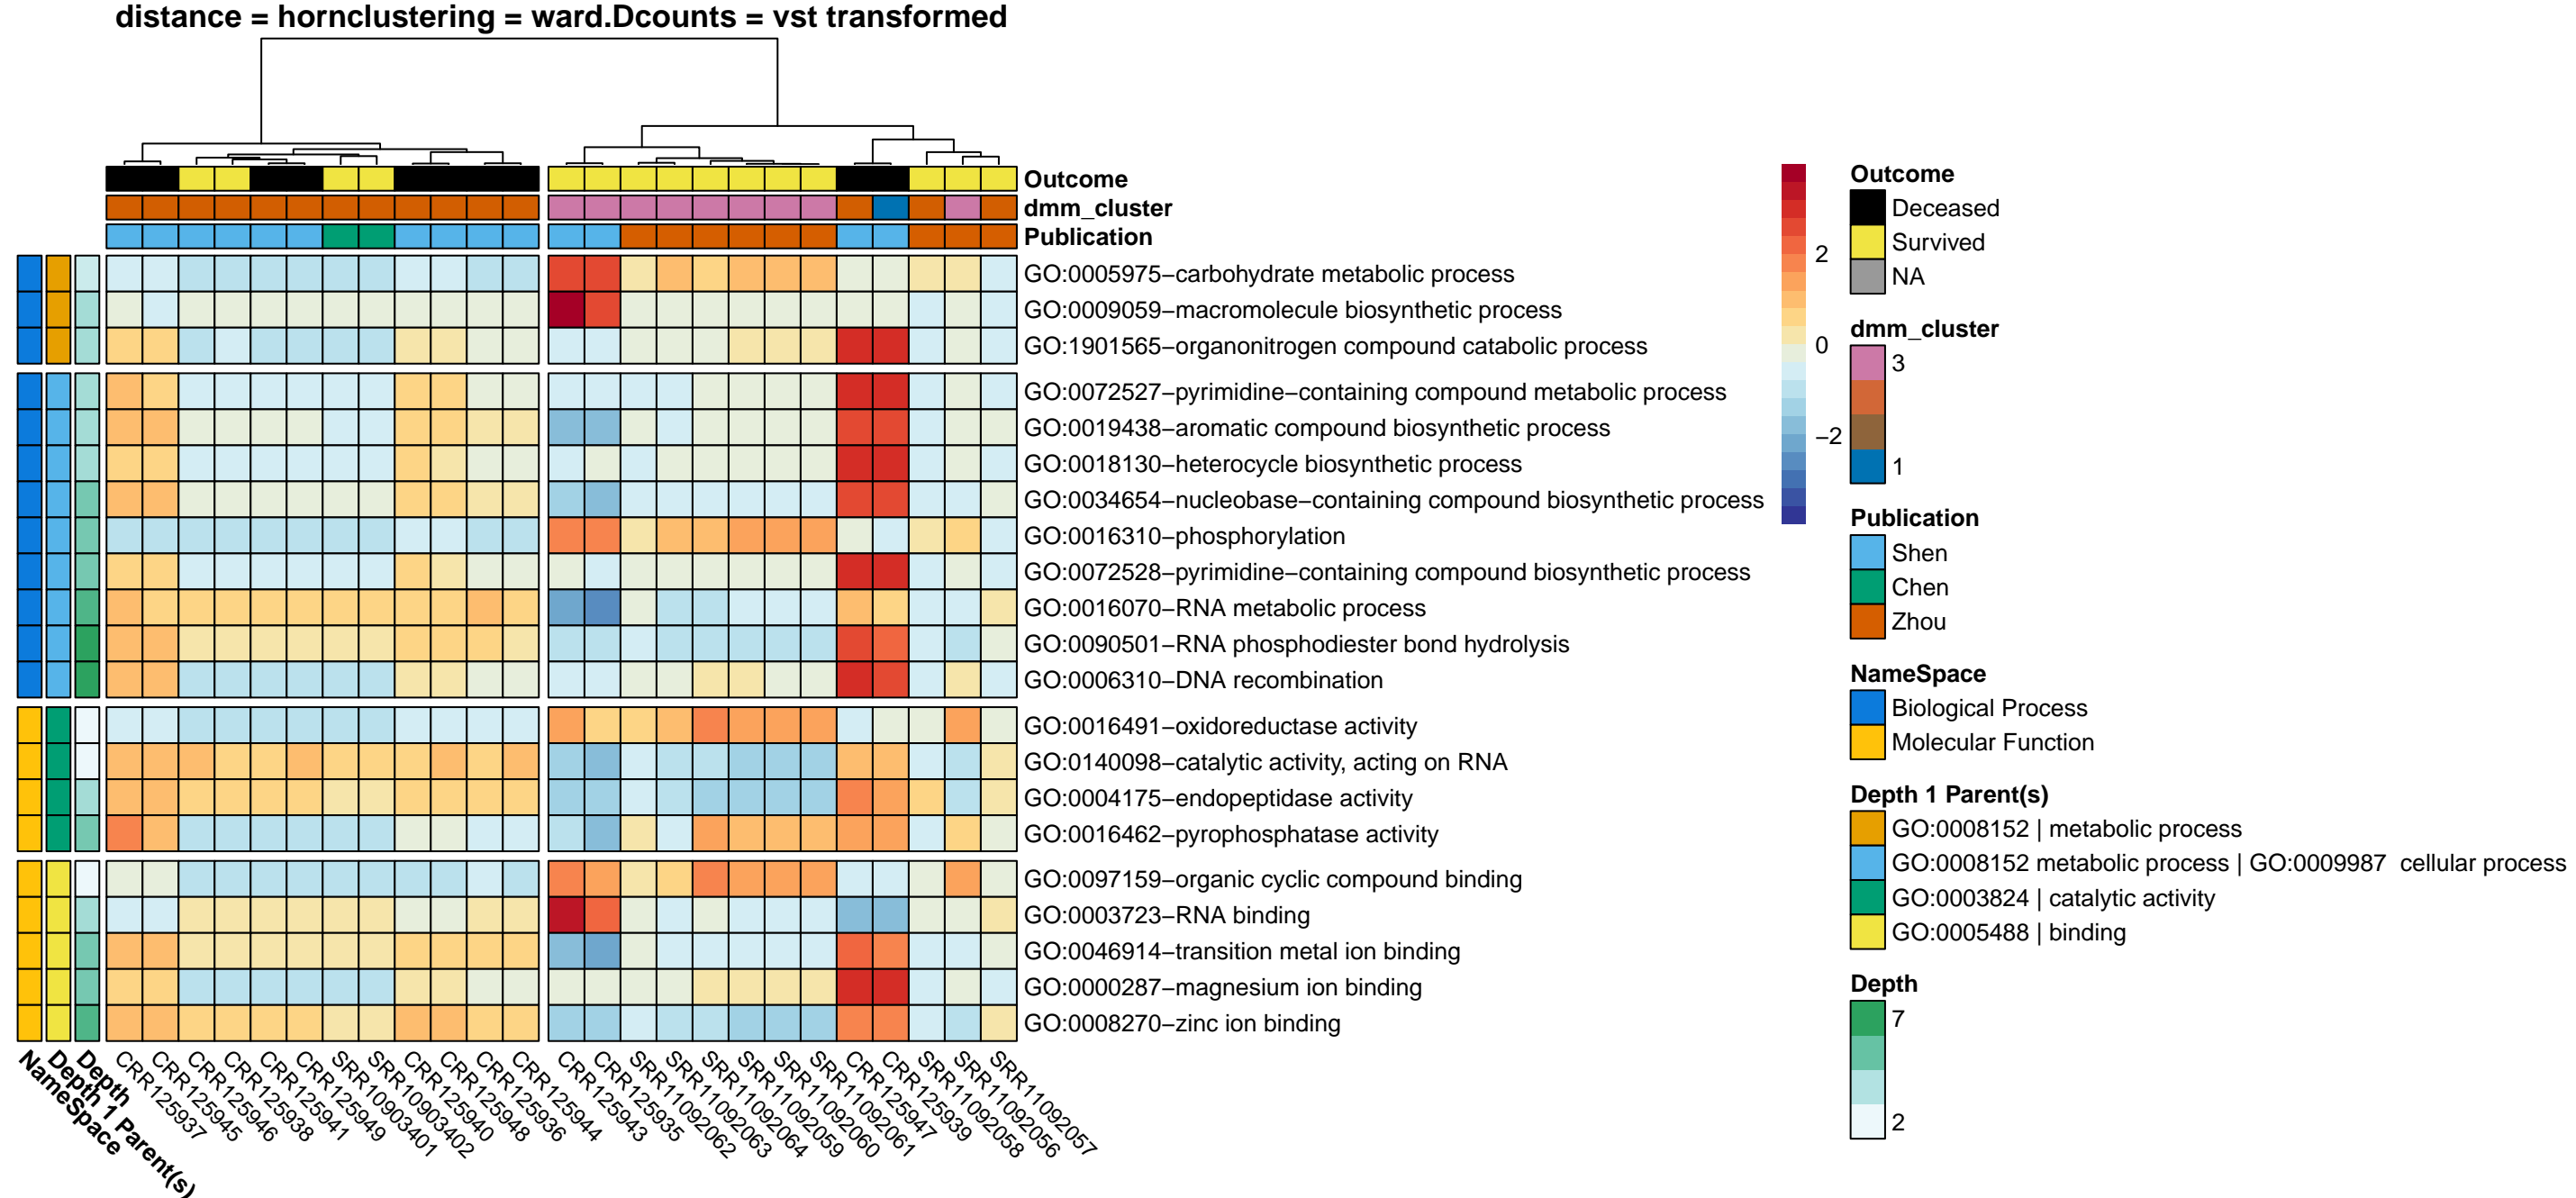 distance = hornclustering = ward.Dcounts = vst transformed
Outcome
dmm_cluster
Publication
GO:0005975−carbohydrate metabolic process
GO:0009059−macromolecule biosynthetic process
GO:1901565−organonitrogen compound catabolic process
GO:0072527−pyrimidine−containing compound metabolic process
GO:0019438−aromatic compound biosynthetic process
GO:0018130−heterocycle biosynthetic process
GO:0034654−nucleobase−containing compound biosynthetic process
GO:0016310−phosphorylation
GO:0072528−pyrimidine−containing compound biosynthetic process
GO:0016070−RNA metabolic process
GO:0090501−RNA phosphodiester bond hydrolysis
GO:0006310−DNA recombination
GO:0016491−oxidoreductase activity
GO:0140098−catalytic activity, acting on RNA
GO:0004175−endopeptidase activity
GO:0016462−pyrophosphatase activity
GO:0097159−organic cyclic compound binding
GO:0003723−RNA binding
GO:0046914−transition metal ion binding
GO:0000287−magnesium ion binding
GO:0008270−zinc ion binding
NameSpace
Depth 1 Parent(s)
Depth
CRR125937
CRR125945
CRR125946
CRR125938
CRR125941
CRR125949
SRR10903401
SRR10903402
CRR125940
CRR125948
CRR125936
CRR125944
CRR125943
CRR125935
SRR11092062
SRR11092063
SRR11092064
SRR11092059
SRR11092060
SRR11092061
CRR125947
CRR125939
SRR11092058
SRR11092056
SRR11092057
2
0
−2
Outcome
Deceased
Survived
NA
dmm_cluster
3
1
Publication
Shen
Chen
Zhou
NameSpace
Biological Process
Molecular Function
Depth 1 Parent(s)
GO:0008152 | metabolic process
GO:0008152 metabolic process | GO:0009987  cellular process
GO:0003824 | catalytic activity
GO:0005488 | binding
Depth
7
2